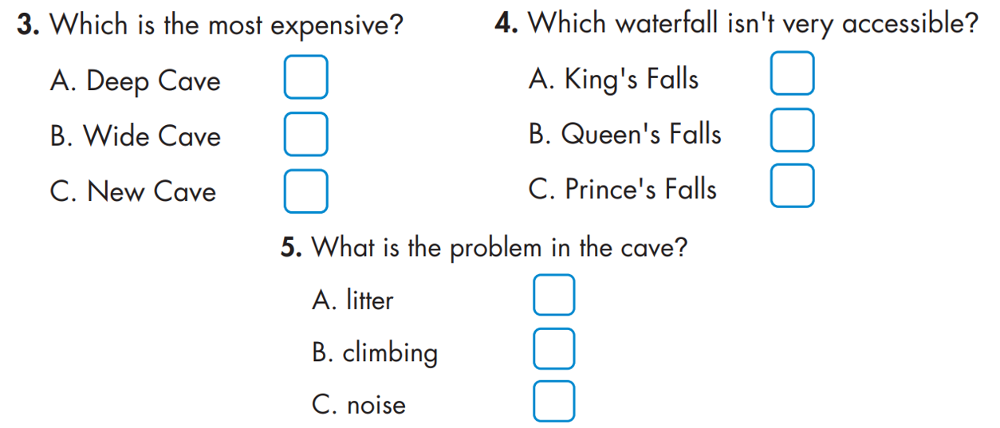 3. Which is the most expensive?
A. Deep Cave
B. Wide Cave
C. New Cave
4. Which waterfall isn't very accessible?
A. King's Falls
B. Queen's Falls
C. Prince's Falls
5. What is the problem in the cave?
A. litter
B. climbing
C. noise